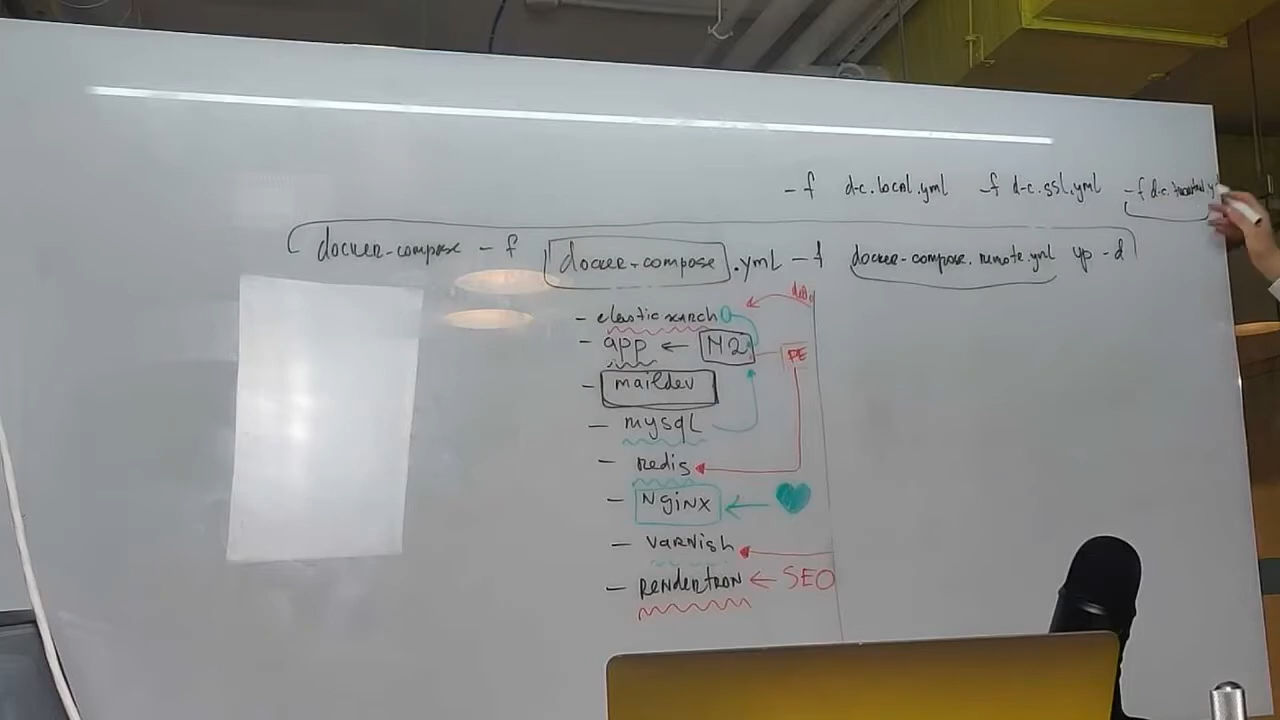 -f d-c.local.yml -f d-c.ssl.yml -f d-c.
docker-compose -f docker-compose.yml -f docker-compose.remote.yml up -d
- elasticsearch
- app ← M2 PE
- maildev
- mysql
- redis
- Nginx ←
- varnish
- Rendertron ← SEO